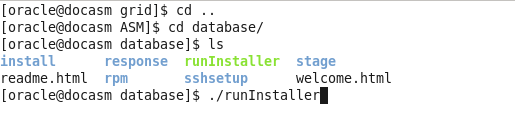 [oracle@docasm grid]$ cd ..
[oracle@docasm ASM]$ cd database/
[oracle@docasm database]$ ls
install      response  runInstaller  stage
readme.html  rpm       sshsetup      welcome.html
[oracle@docasm database]$ ./runInstaller